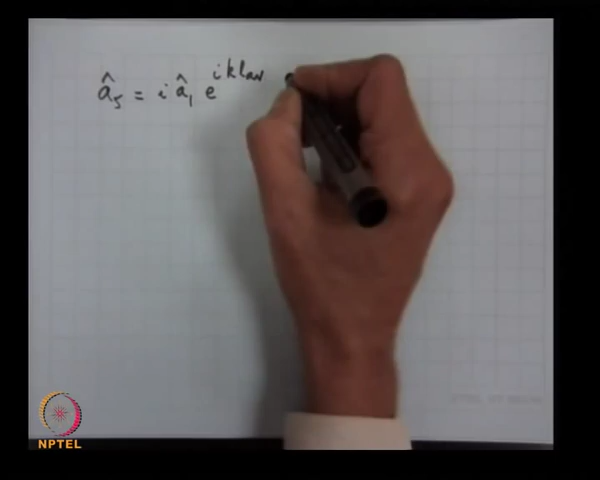 â₅ = i â₁ e^{iklav
NPTEL